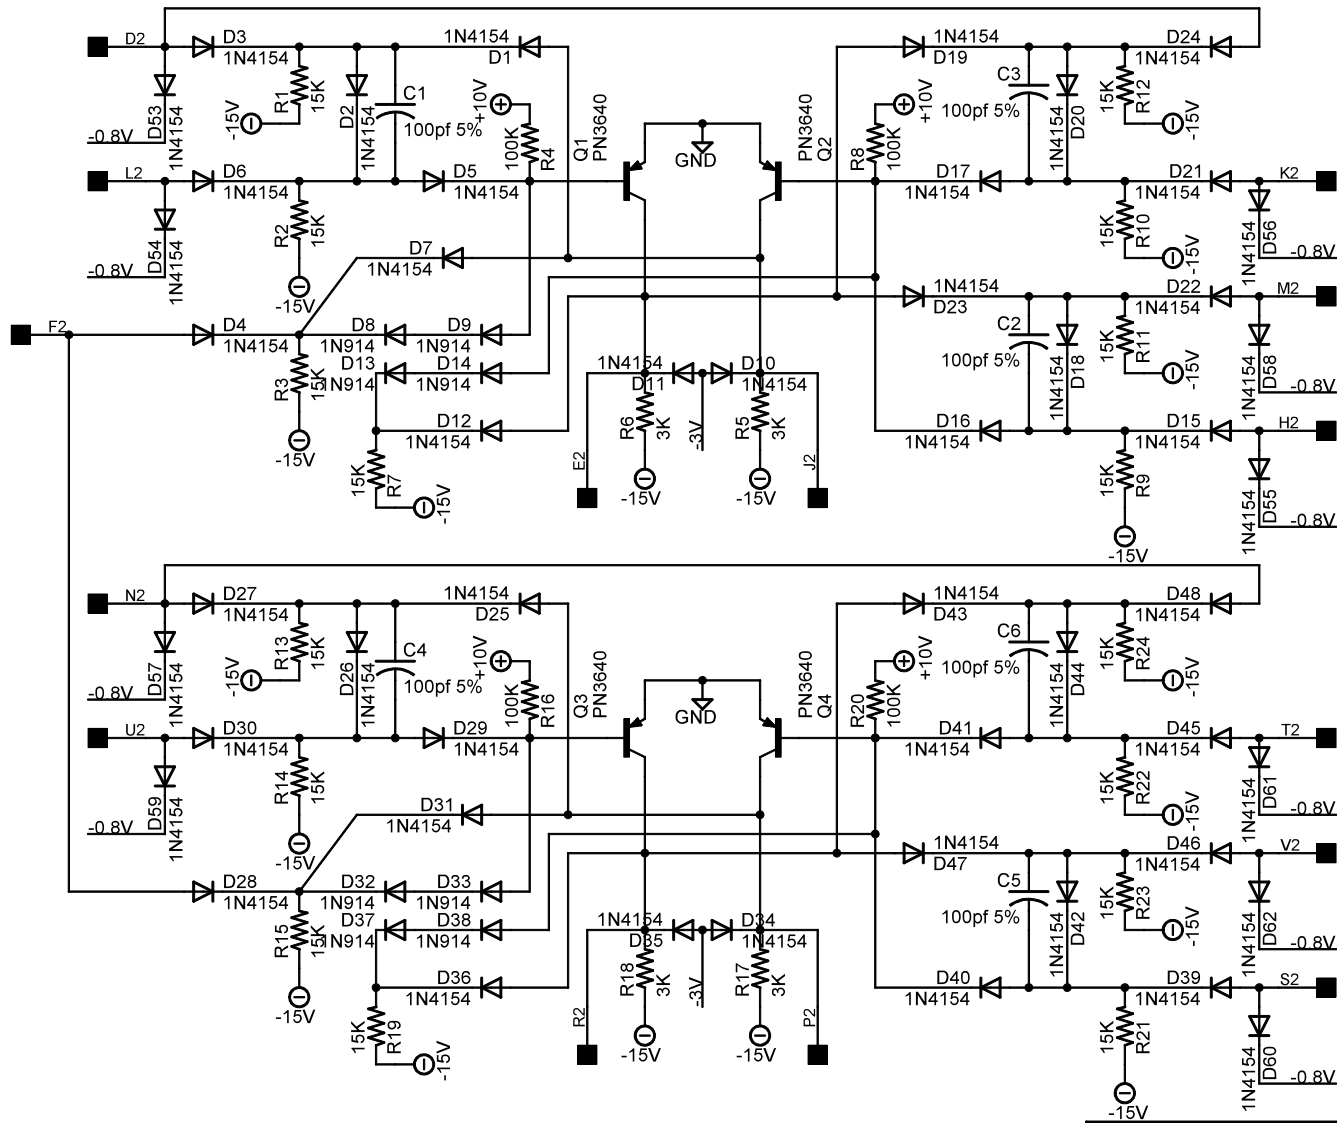 D2
D3
1N4154
1N4154
D1
1N4154
D19
D24
1N4154
D53
1N4154
-0.8V
-15V
R1
15K
D2
1N4154
C1
100pf 5%
+10V
100K
R4
Q1
PN3640
GND
PN3640
Q2
R8
100K
+10V
C3
100pf 5%
1N4154
D20
15K
R12
-15V
L2
D6
1N4154
D5
1N4154
D17
1N4154
D21
1N4154
K2
D54
1N4154
-0.8V
R2
15K
-15V
D7
1N4154
15K
R10
-15V
1N4154
D56
-0.8V
1N4154
D23
D22
1N4154
M2
F2
D4
1N4154
D8
1N914
D9
1N914
C2
100pf 5%
1N4154
D18
15K
R11
-15V
1N4154
D58
-0.8V
R3
15K
-15V
D13
1N914
D14
1N914
1N4154
D11
D10
1N4154
D12
1N4154
R6
3K
-3V
R5
3K
D16
1N4154
D15
1N4154
H2
15K
R7
-15V
E2
-15V
-15V
J2
15K
R9
-15V
1N4154
D55
-0.8V
N2
D27
1N4154
1N4154
D25
1N4154
D43
D48
1N4154
D57
1N4154
-0.8V
-15V
R13
15K
D26
1N4154
C4
100pf 5%
+10V
100K
R16
Q3
PN3640
GND
PN3640
Q4
R20
100K
+10V
C6
100pf 5%
1N4154
D44
15K
R24
-15V
U2
D30
1N4154
D29
1N4154
D41
1N4154
D45
1N4154
T2
D59
1N4154
-0.8V
R14
15K
-15V
D31
1N4154
15K
R22
-15V
1N4154
D61
-0.8V
1N4154
D47
D46
1N4154
V2
D28
1N4154
D32
1N914
D33
1N914
C5
100pf 5%
1N4154
D42
15K
R23
-15V
1N4154
D62
-0.8V
R15
15K
-15V
D37
1N914
D38
1N914
1N4154
D35
D34
1N4154
D36
1N4154
R18
3K
-3V
R17
3K
D40
1N4154
D39
1N4154
S2
15K
R19
-15V
R2
-15V
-15V
P2
15K
R21
-15V
1N4154
D60
-0.8V